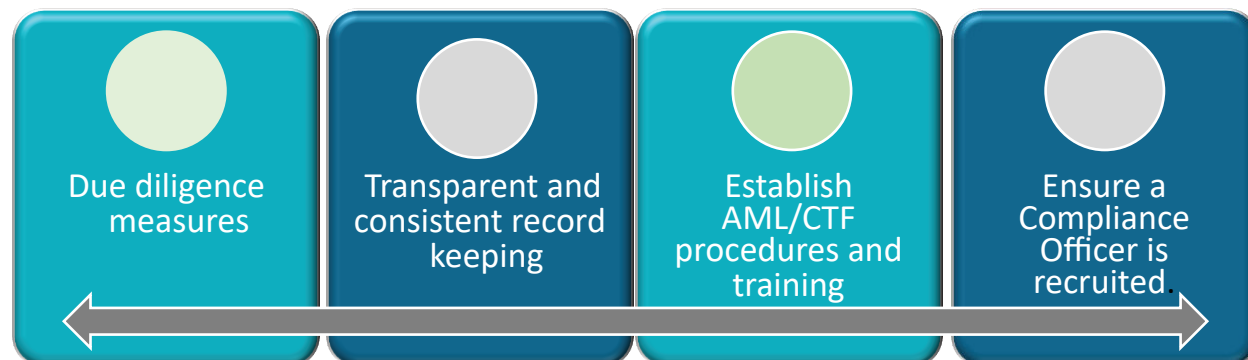 Due diligence
measures
Transparent and
consistent record
keeping
Establish
AML/CTF
procedures and
training
Ensure a
Compliance
Officer is
recruited.